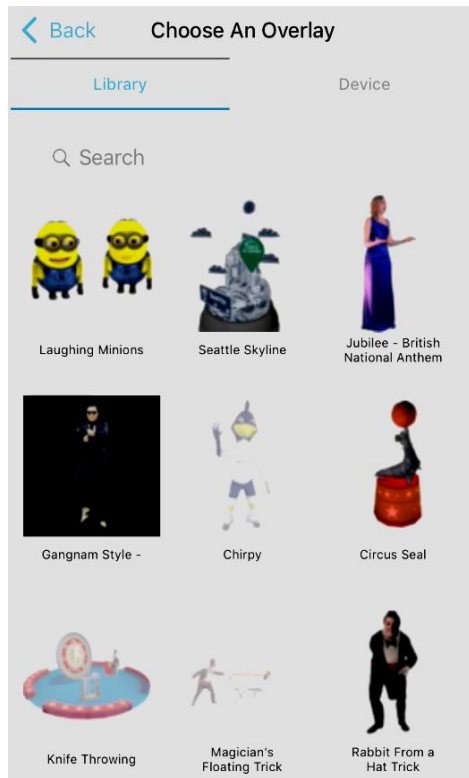 Back Choose An Overlay
Library Device
Search
Laughing Minions
Seattle Skyline
Jubilee - British
National Anthem
Gangnam Style -
Chirpy
Circus Seal
Knife Throwing
Magician's
Floating Trick
Rabbit From a
Hat Trick